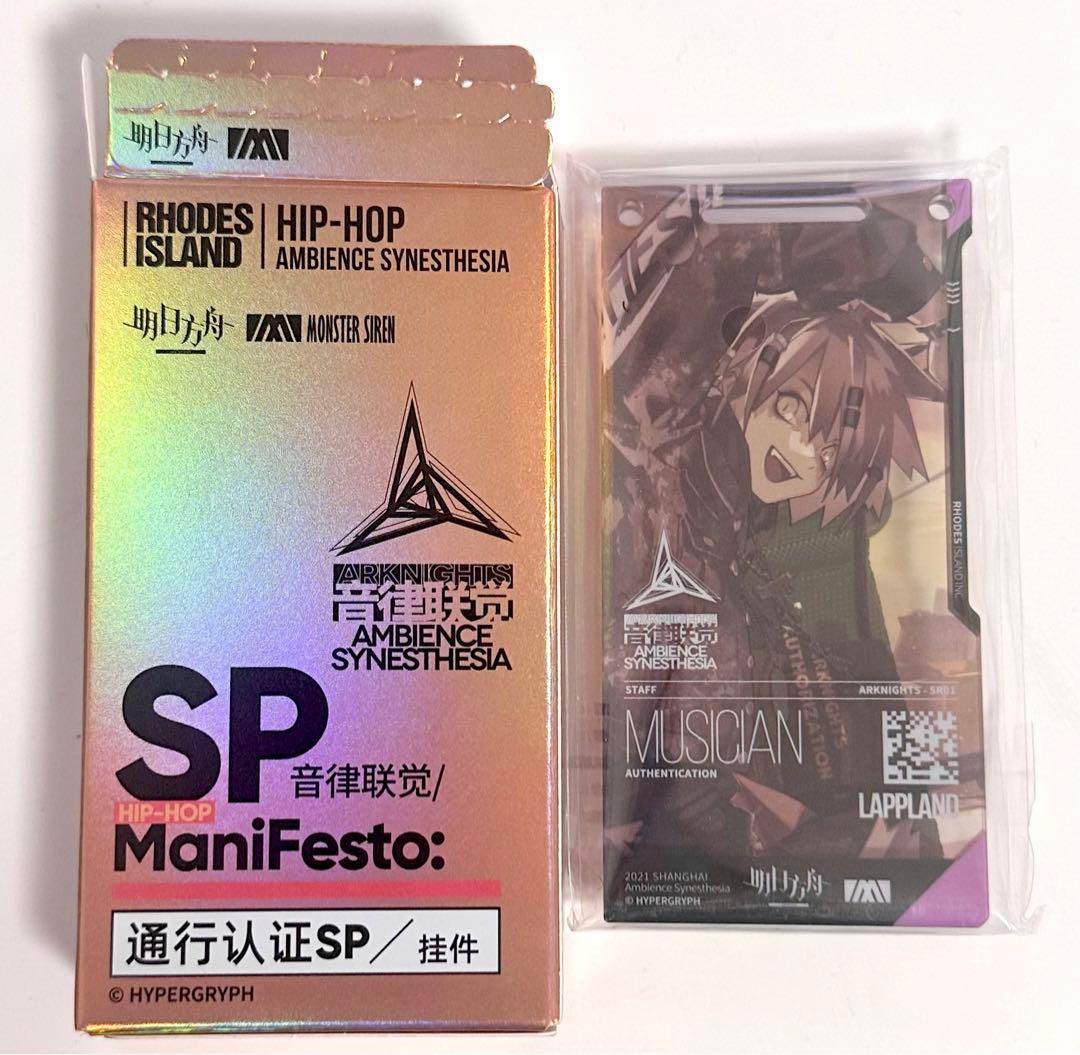 明日方舟
RHODES ISLAND
HIP-HOP
AMBIENCE SYNESTHESIA
明日方舟 MONSTER SIREN
ARKNIGHTS
音律联觉
AMBIENCE
SYNESTHESIA
SP 音律联觉/
HIP-HOP
ManiFesto:
通行认证SP／挂件
© HYPERGRYPH
RHODES ISLAND INC.
音律联觉
AMBIENCE
SYNESTHESIA
STAFF
ARKNIGHTS - SR01
MUSICIAN
AUTHENTICATION
ARKNIGHTS
AUTHORIZATION
LAPPLAND
2021 SHANGHAI
Ambience Synesthesia
© HYPERGRYPH
明日方舟